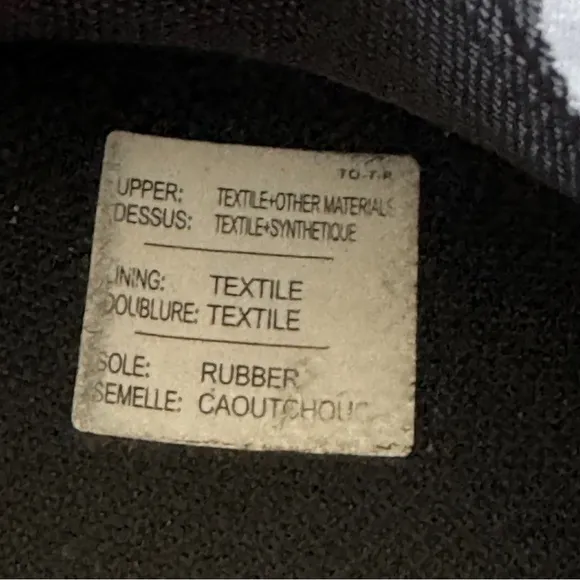 TO-T-R
UPPER: TEXTILE+OTHER MATERIALS
DESSUS: TEXTILE+SYNTHETIQUE
LINING: TEXTILE
DOUBLURE: TEXTILE
SOLE: RUBBER
SEMELLE: CAOUTCHOUC